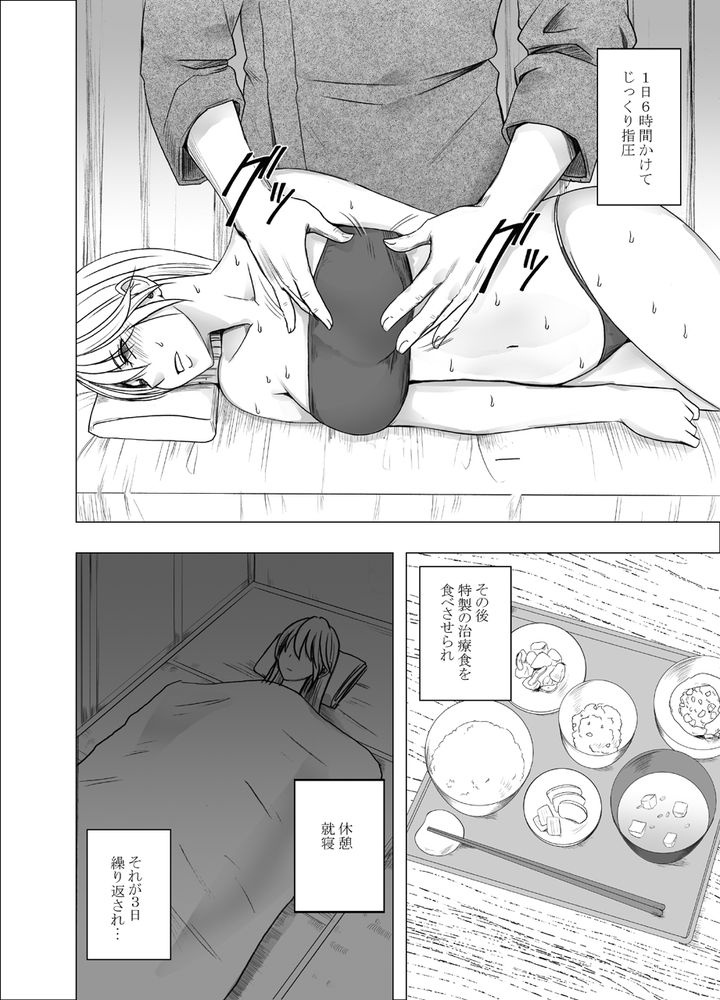 １日６時間かけて
じっくり指圧
グッ
グッ
その後
特製の治療食を
食べさせられ
休憩
就寝
それが３日
繰り返され…